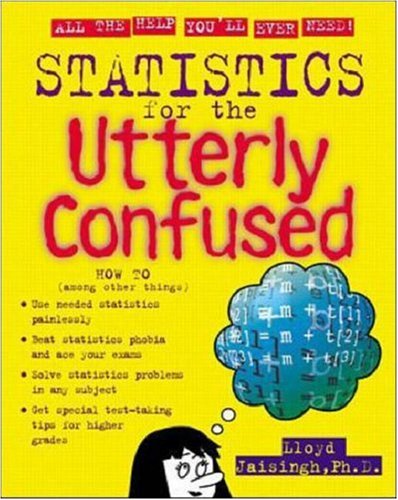 ALL THE HELP YOU'LL EVER NEED!
STATISTICS
for the
Utterly
Confused
HOW TO
(among other things)
• Use needed statistics
painlessly
• Beat statistics phobia
and ace your exams
• Solve statistics problems
in any subject
• Get special test-taking
tips for higher
grades
= m + t[2]
= m + t[3]
Lloyd
Jaisingh, Ph.D.